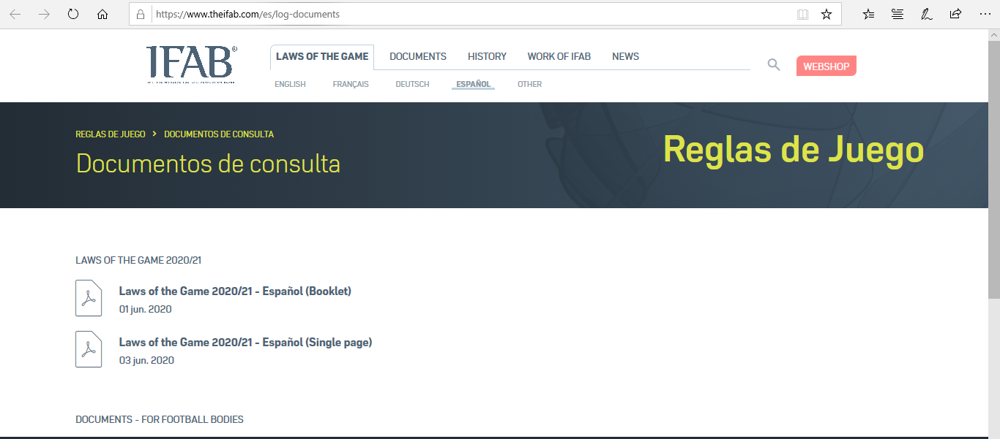 https://www.theifab.com/es/log-documents
IFAB®
LAWS OF THE GAME DOCUMENTS HISTORY WORK OF IFAB NEWS
WEBSHOP
ENGLISH FRANÇAIS DEUTSCH ESPAÑOL OTHER
REGLAS DE JUEGO > DOCUMENTOS DE CONSULTA
Documentos de consulta
Reglas de Juego
LAWS OF THE GAME 2020/21
Laws of the Game 2020/21 - Español (Booklet)
01 jun. 2020
Laws of the Game 2020/21 - Español (Single page)
03 jun. 2020
DOCUMENTS - FOR FOOTBALL BODIES